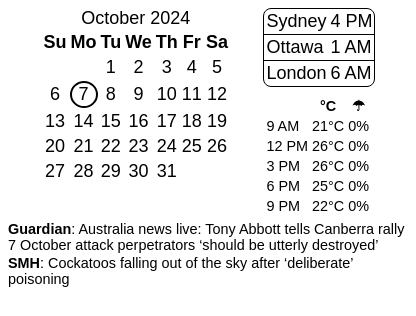 October 2024
Su Mo Tu We Th Fr Sa
1 2 3 4 5
6 7 8 9 10 11 12
13 14 15 16 17 18 19
20 21 22 23 24 25 26
27 28 29 30 31
Sydney 4 PM
Ottawa 1 AM
London 6 AM
°C ☂
9 AM 21°C 0%
12 PM 26°C 0%
3 PM 26°C 0%
6 PM 25°C 0%
9 PM 22°C 0%
Guardian: Australia news live: Tony Abbott tells Canberra rally
7 October attack perpetrators ‘should be utterly destroyed’
SMH: Cockatoos falling out of the sky after ‘deliberate’
poisoning